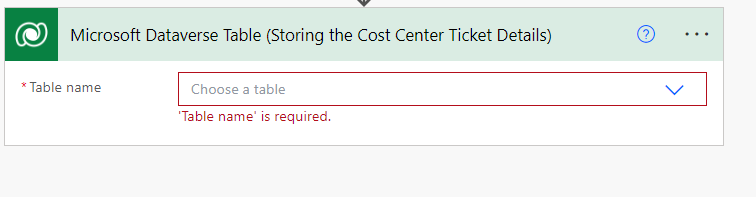 Microsoft Dataverse Table (Storing the Cost Center Ticket Details)
* Table name
Choose a table
'Table name' is required.